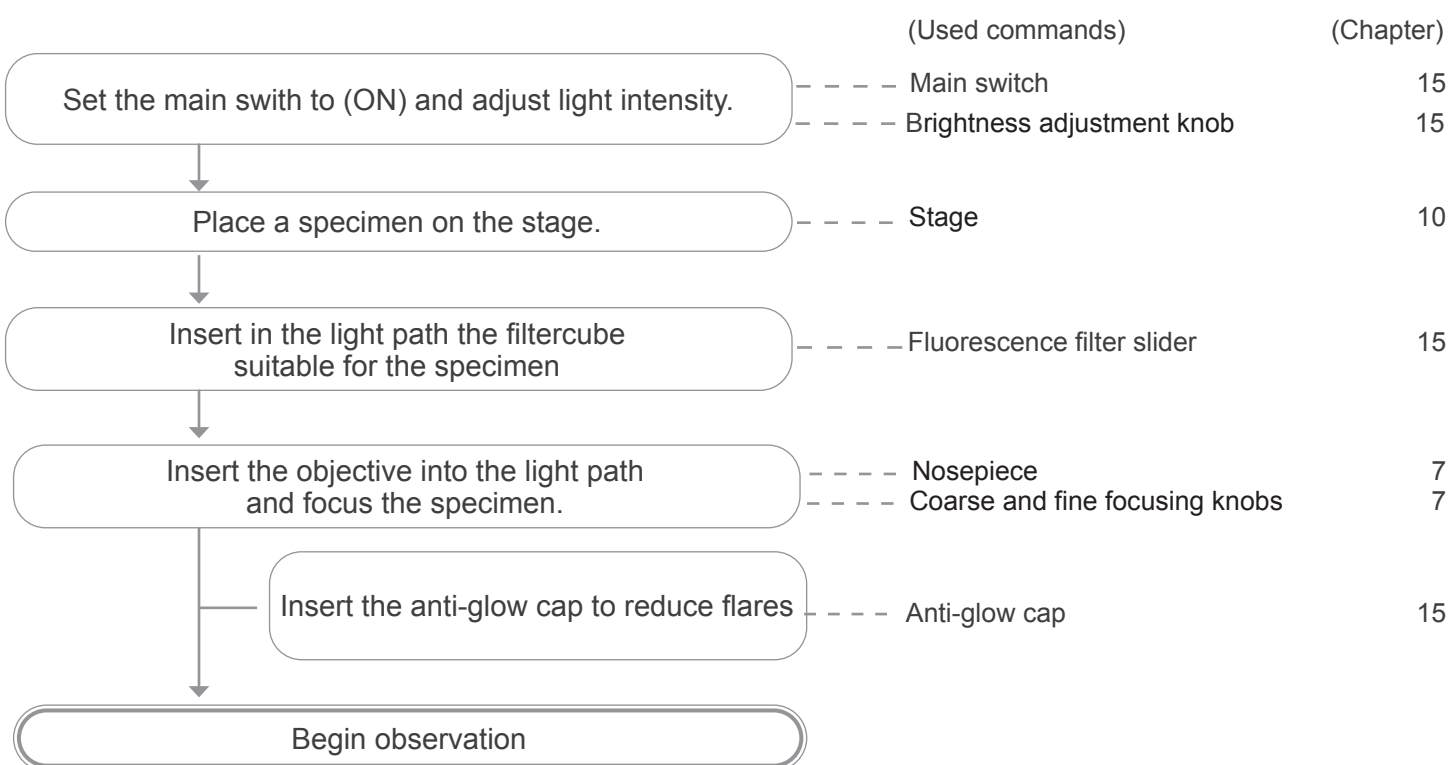 (Used commands) (Chapter)
Set the main swith to (ON) and adjust light intensity.
Main switch 15
Brightness adjustment knob 15
Place a specimen on the stage.
Stage 10
Insert in the light path the filtercube
suitable for the specimen
Fluorescence filter slider 15
Insert the objective into the light path
and focus the specimen.
Nosepiece 7
Coarse and fine focusing knobs 7
Insert the anti-glow cap to reduce flares
Anti-glow cap 15
Begin observation